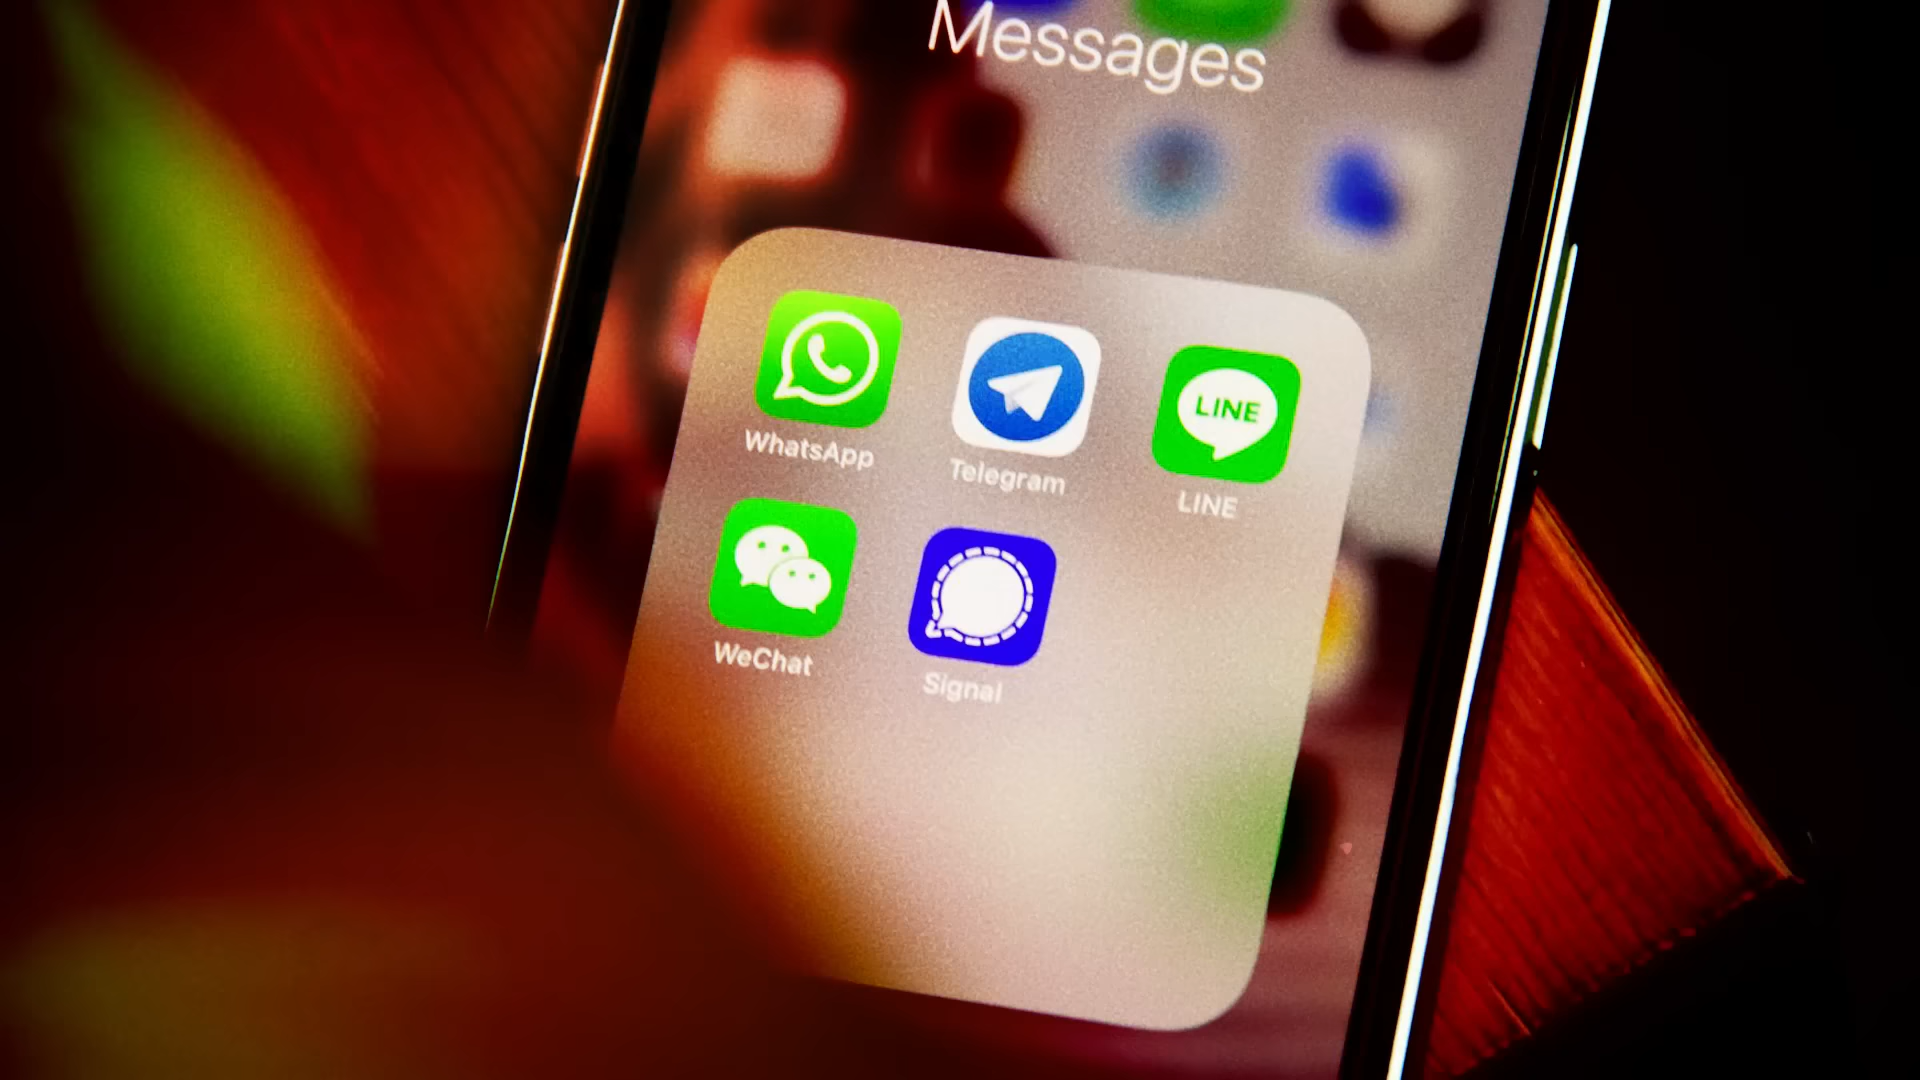 Messages
LINE
WhatsApp
Telegram
LINE
WeChat
Signal